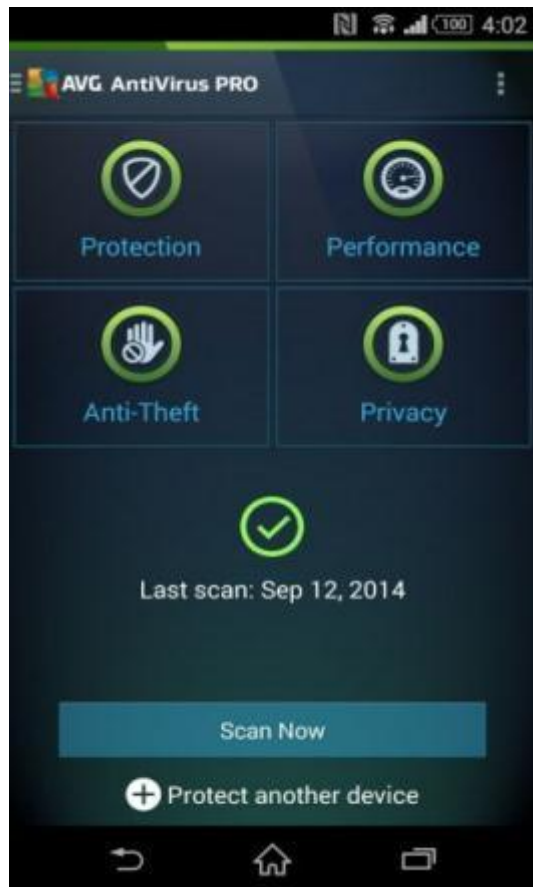 100 4:02
AVG AntiVirus PRO
Protection
Performance
Anti-Theft
Privacy
Last scan: Sep 12, 2014
Scan Now
Protect another device